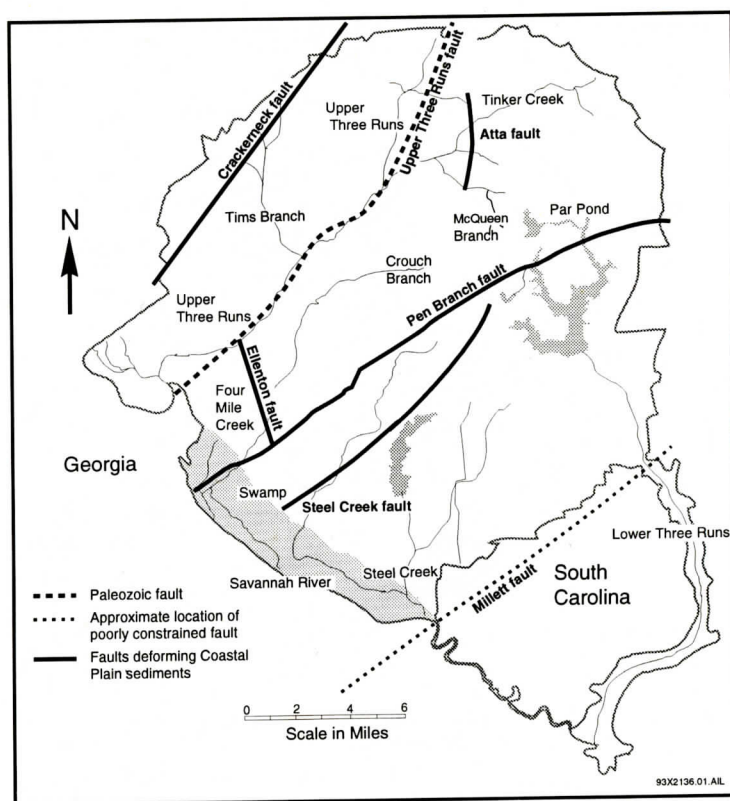 Crackerneck fault
Upper
Three Runs
Upper Three Runs fault
Tinker Creek
Atta fault
N
Tims Branch
McQueen
Branch
Par Pond
Crouch
Branch
Upper
Three Runs
Pen Branch fault
Ellenton fault
Four
Mile
Creek
Georgia
Swamp
Steel Creek fault
Lower Three Runs
Savannah River
Steel Creek
Millett fault
South
Carolina
Paleozoic fault
Approximate location of
poorly constrained fault
Faults deforming Coastal
Plain sediments
0 2 4 6
Scale in Miles
93X2136.01.AIL